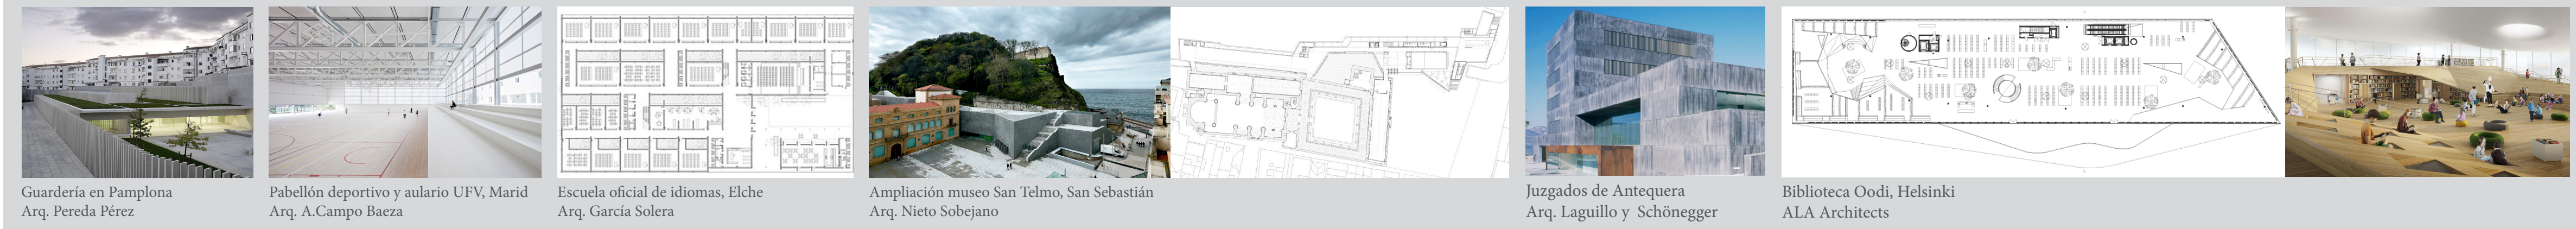 Guardería en Pamplona
Arq. Pereda Pérez
Pabellón deportivo y aulario UFV, Marid
Arq. A.Campo Baeza
Escuela oficial de idiomas, Elche
Arq. García Solera
Ampliación museo San Telmo, San Sebastián
Arq. Nieto Sobejano
Juzgados de Antequera
Arq. Laguillo y Schönegger
Biblioteca Oodi, Helsinki
ALA Architects